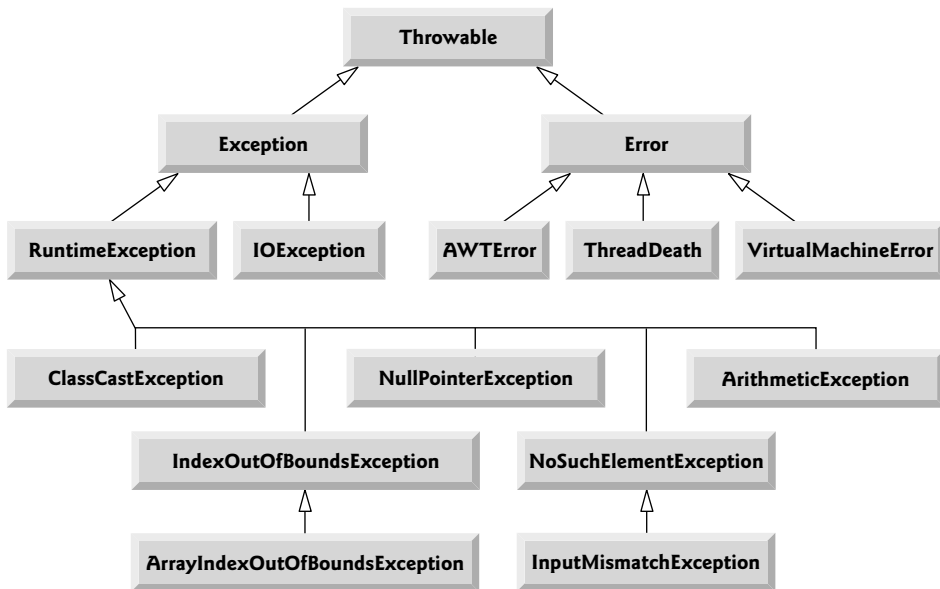 Throwable
Exception
Error
RuntimeException
IOException
AWTError
ThreadDeath
VirtualMachineError
ClassCastException
NullPointerException
ArithmeticException
IndexOutOfBoundsException
NoSuchElementException
ArrayIndexOutOfBoundsException
InputMismatchException